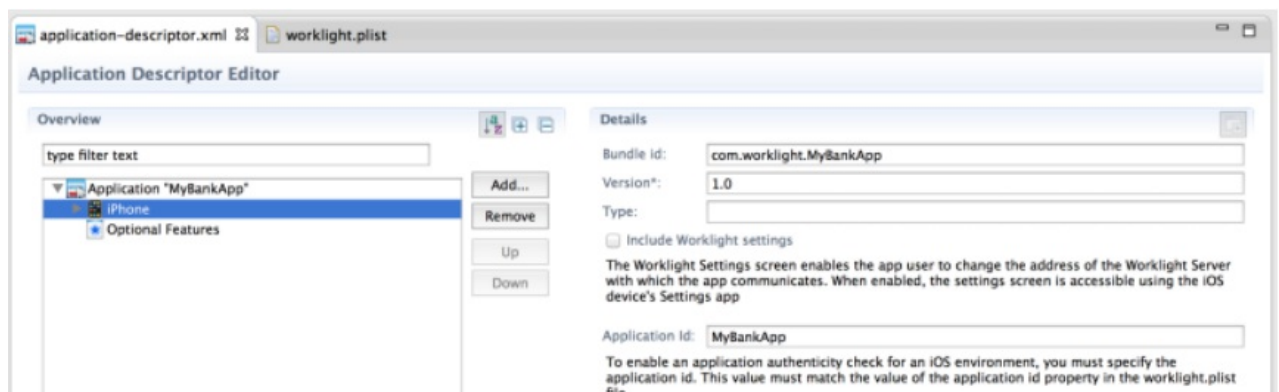 application-descriptor.xml
worklight.plist
Application Descriptor Editor
Overview
type filter text
Application "MyBankApp"
iPhone
Optional Features
Add...
Remove
Up
Down
Details
Bundle id: com.worklight.MyBankApp
Version*: 1.0
Type:
Include Worklight settings
The Worklight Settings screen enables the app user to change the address of the Worklight Server
with which the app communicates. When enabled, the settings screen is accessible using the iOS
device's Settings app
Application Id: MyBankApp
To enable an application authenticity check for an iOS environment, you must specify the
application id. This value must match the value of the application id property in the worklight.plist